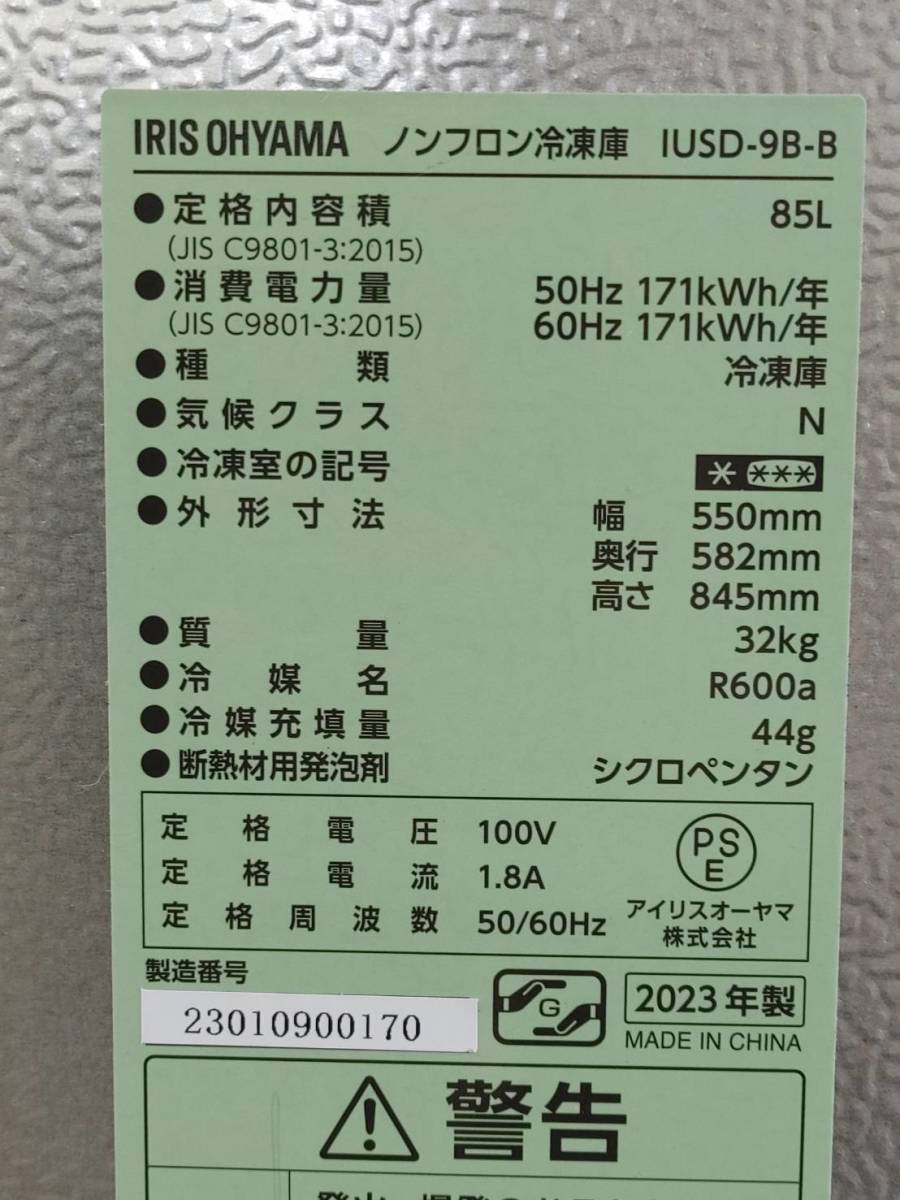 IRIS OHYAMA ノンフロン冷凍庫 IUSD-9B-B
●定格内容積 85L
(JIS C9801-3:2015)
●消費電力量 50Hz 171kWh/年
(JIS C9801-3:2015) 60Hz 171kWh/年
●種類 冷凍庫
●気候クラス N
●冷凍室の記号 * ***
●外形寸法 幅 550mm
奥行 582mm
高さ 845mm
●質量 32kg
●冷媒名 R600a
●冷媒充填量 44g
●断熱材用発泡剤 シクロペンタン
定格電圧 100V
定格電流 1.8A
定格周波数 50/60Hz
PS
E
アイリスオーヤマ
株式会社
製造番号
23010900170
G
2023年製
MADE IN CHINA
警告